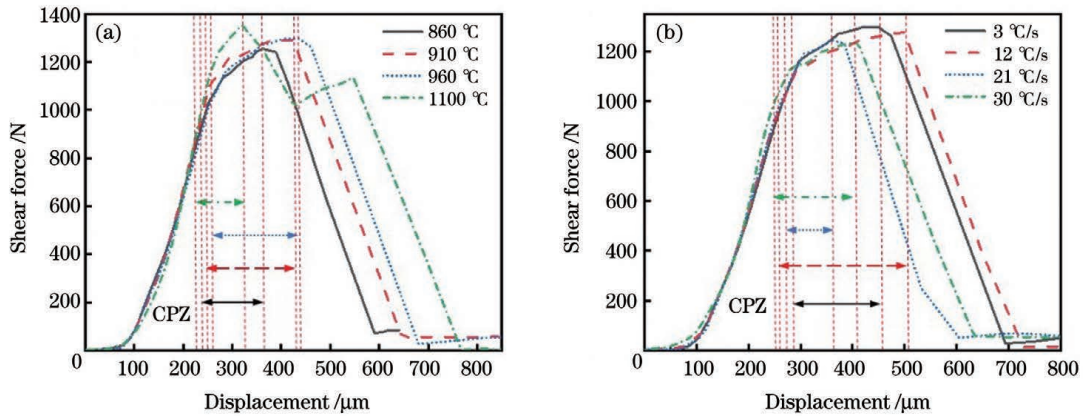 (a)
860 ℃
910 ℃
960 ℃
1100 ℃
CPZ
Shear force /N
1400
1200
1000
800
600
400
200
0
100 200 300 400 500 600 700 800
Displacement /μm
(b)
3 ℃/s
12 ℃/s
21 ℃/s
30 ℃/s
CPZ
Shear force /N
1200
1000
800
600
400
200
0
100 200 300 400 500 600 700 800
Displacement /μm